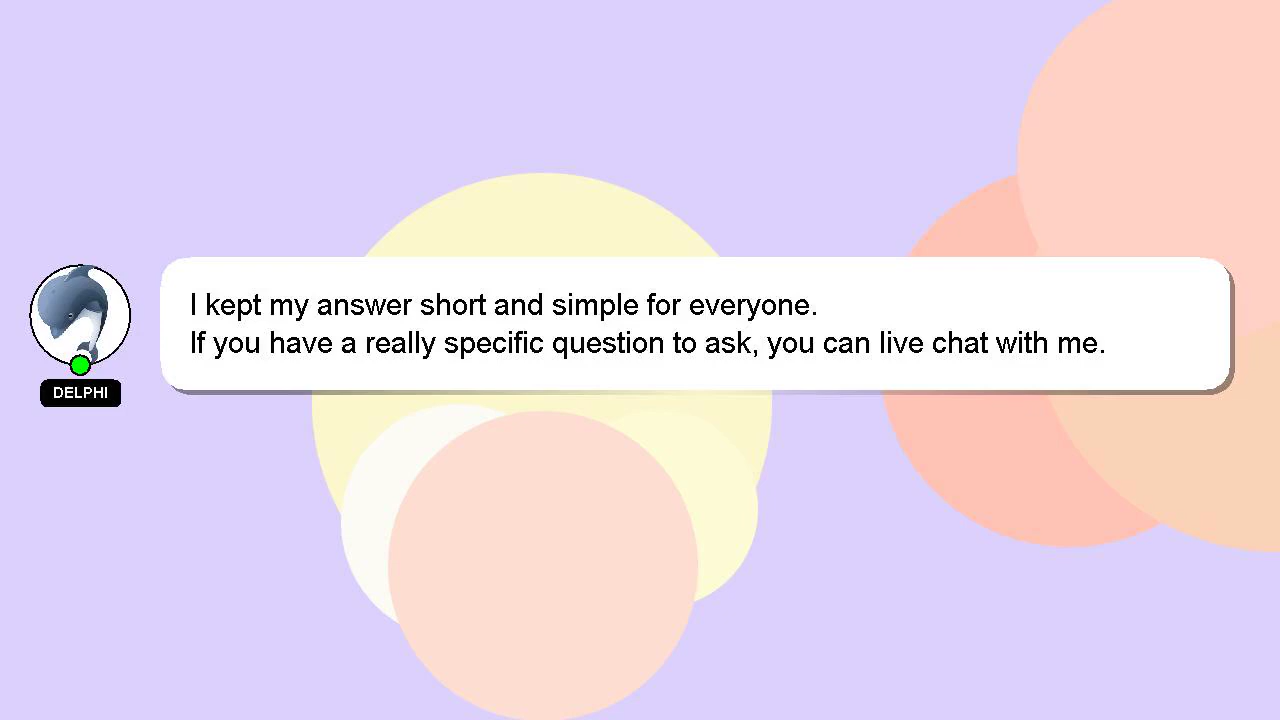 I kept my answer short and simple for everyone.
If you have a really specific question to ask, you can live chat with me.
DELPHI